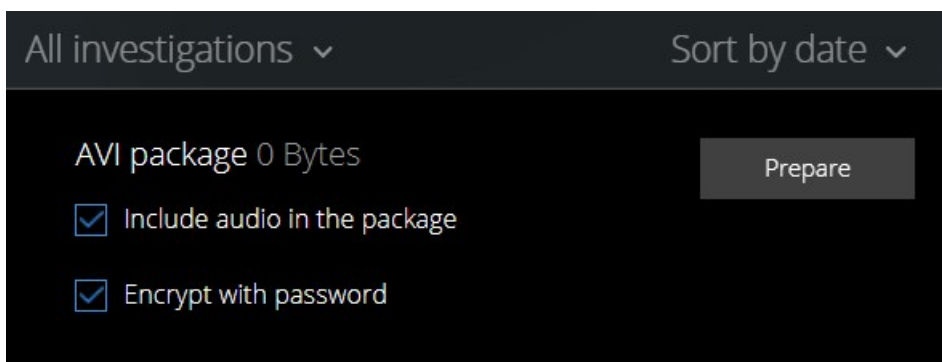 All investigations Sort by date
AVI package 0 Bytes Prepare
Include audio in the package
Encrypt with password